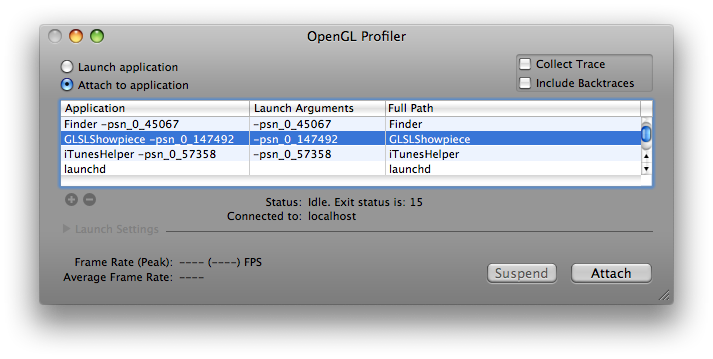 OpenGL Profiler
Launch application
Attach to application
Collect Trace
Include Backtraces
Application Launch Arguments Full Path
Finder -psn_0_45067 -psn_0_45067 Finder
GLSLShowpiece -psn_0_147492 -psn_0_147492 GLSLShowpiece
iTunesHelper -psn_0_57358 -psn_0_57358 iTunesHelper
launchd launchd
Status: Idle. Exit status is: 15
Connected to: localhost
Launch Settings
Frame Rate (Peak): ---- (----) FPS
Average Frame Rate: ----
Suspend Attach